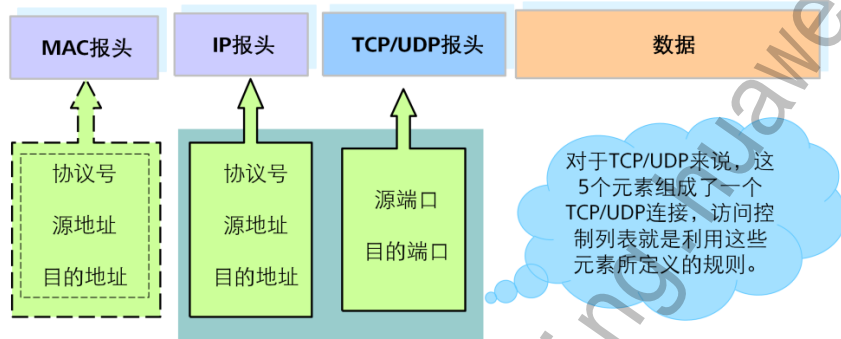 MAC报头
IP报头
TCP/UDP报头
数据
协议号
源地址
目的地址
协议号
源地址
目的地址
源端口
目的端口
对于TCP/UDP来说，这
5个元素组成了一个
TCP/UDP连接，访问控
制列表就是利用这些
元素所定义的规则。
ing.huawe